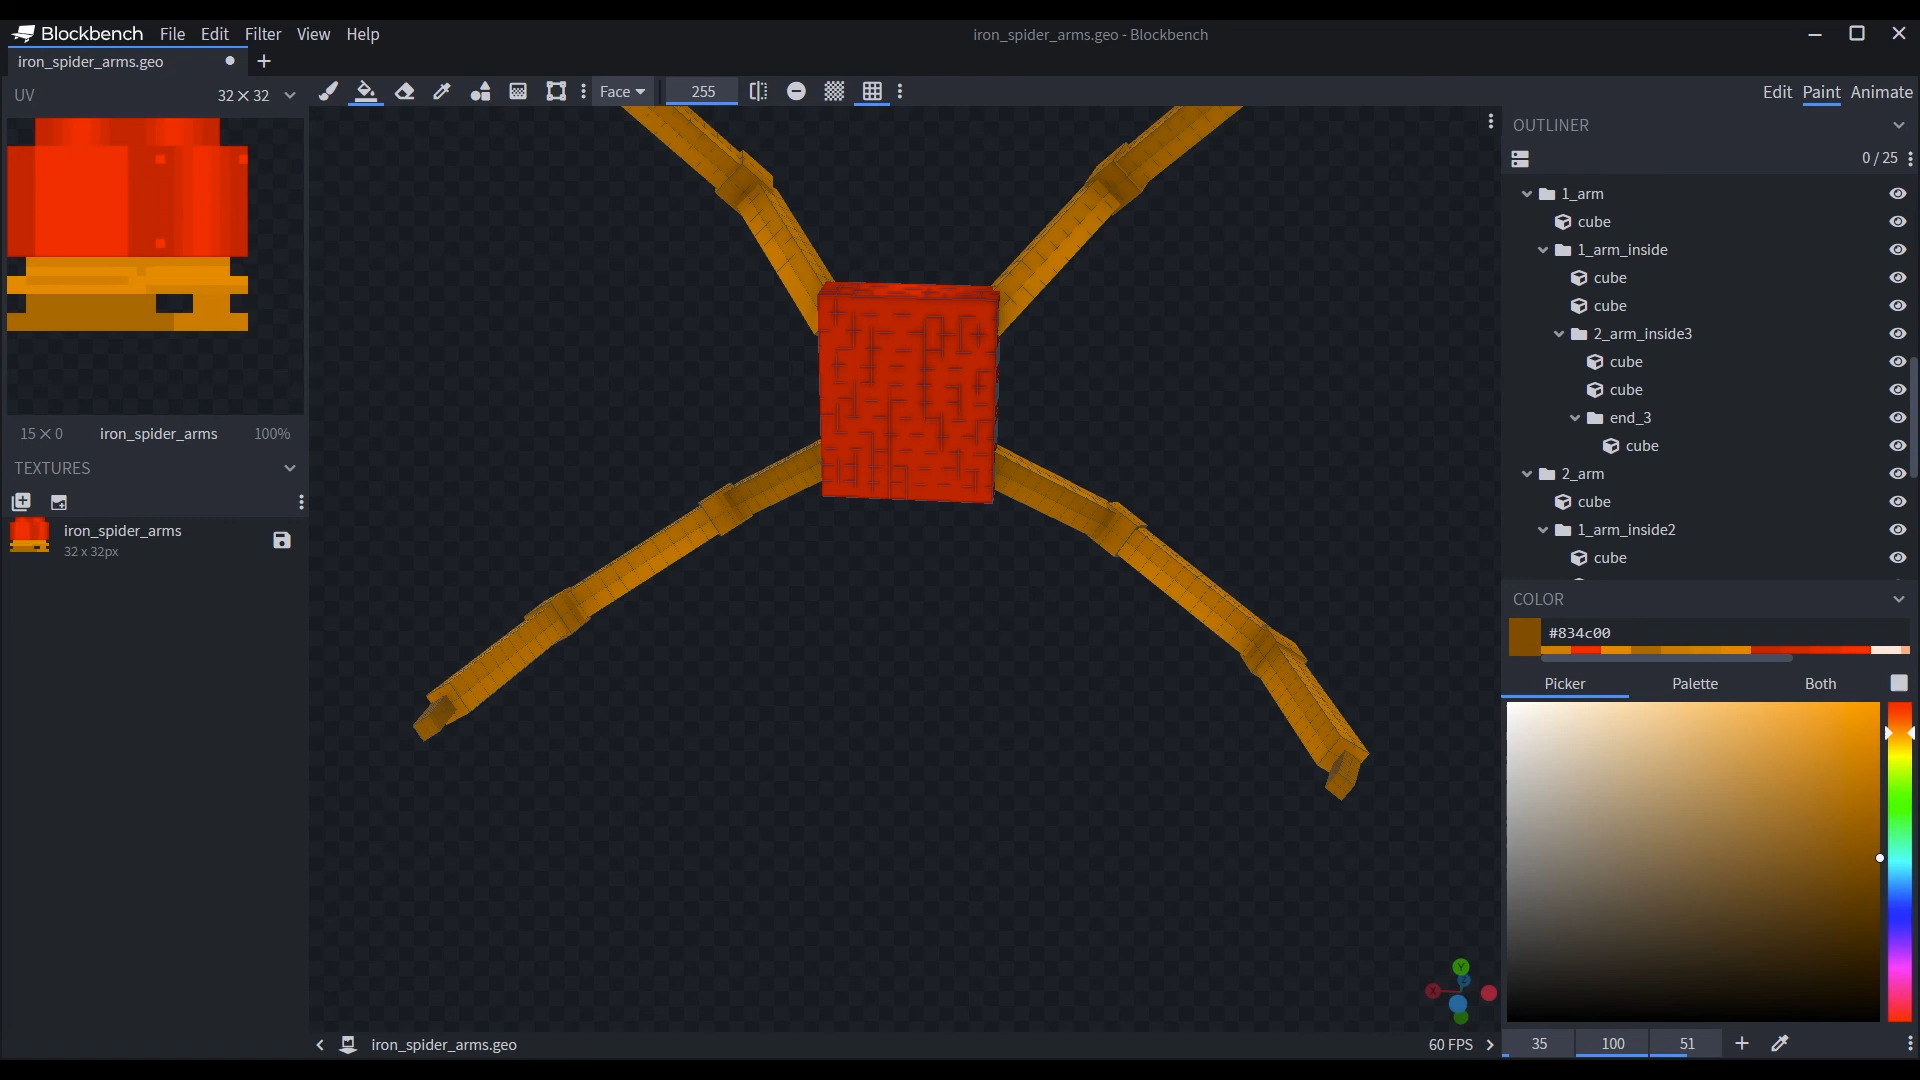 Blockbench File Edit Filter View Help
iron_spider_arms.geo - Blockbench
iron_spider_arms.geo
UV 32 × 32
Face 255
Edit Paint Animate
OUTLINER
0 / 25
1_arm
cube
1_arm_inside
cube
cube
2_arm_inside3
cube
cube
end_3
cube
2_arm
cube
1_arm_inside2
cube
15 × 0 iron_spider_arms 100%
TEXTURES
iron_spider_arms
32 x 32px
COLOR
#834c00
Picker Palette Both
Y
X
Z
35 100 51
iron_spider_arms.geo
60 FPS